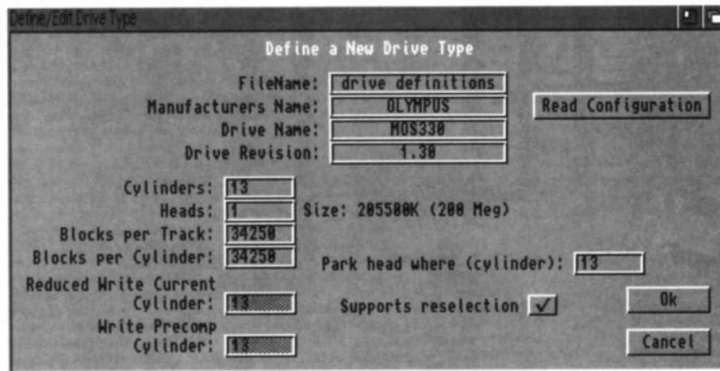 Define/Edit Drive Type
Define a New Drive Type
FileName: drive definitions
Manufacturers Name: OLYMPUS
Read Configuration
Drive Name: MOS330
Drive Revision: 1.30
Cylinders: 13
Heads: 1 Size: 205500K (200 Meg)
Blocks per Track: 34250
Blocks per Cylinder: 34250
Park head where (cylinder): 13
Reduced Write Current
Cylinder: 13
Supports reselection ✓
Ok
Write Precomp
Cylinder: 13
Cancel